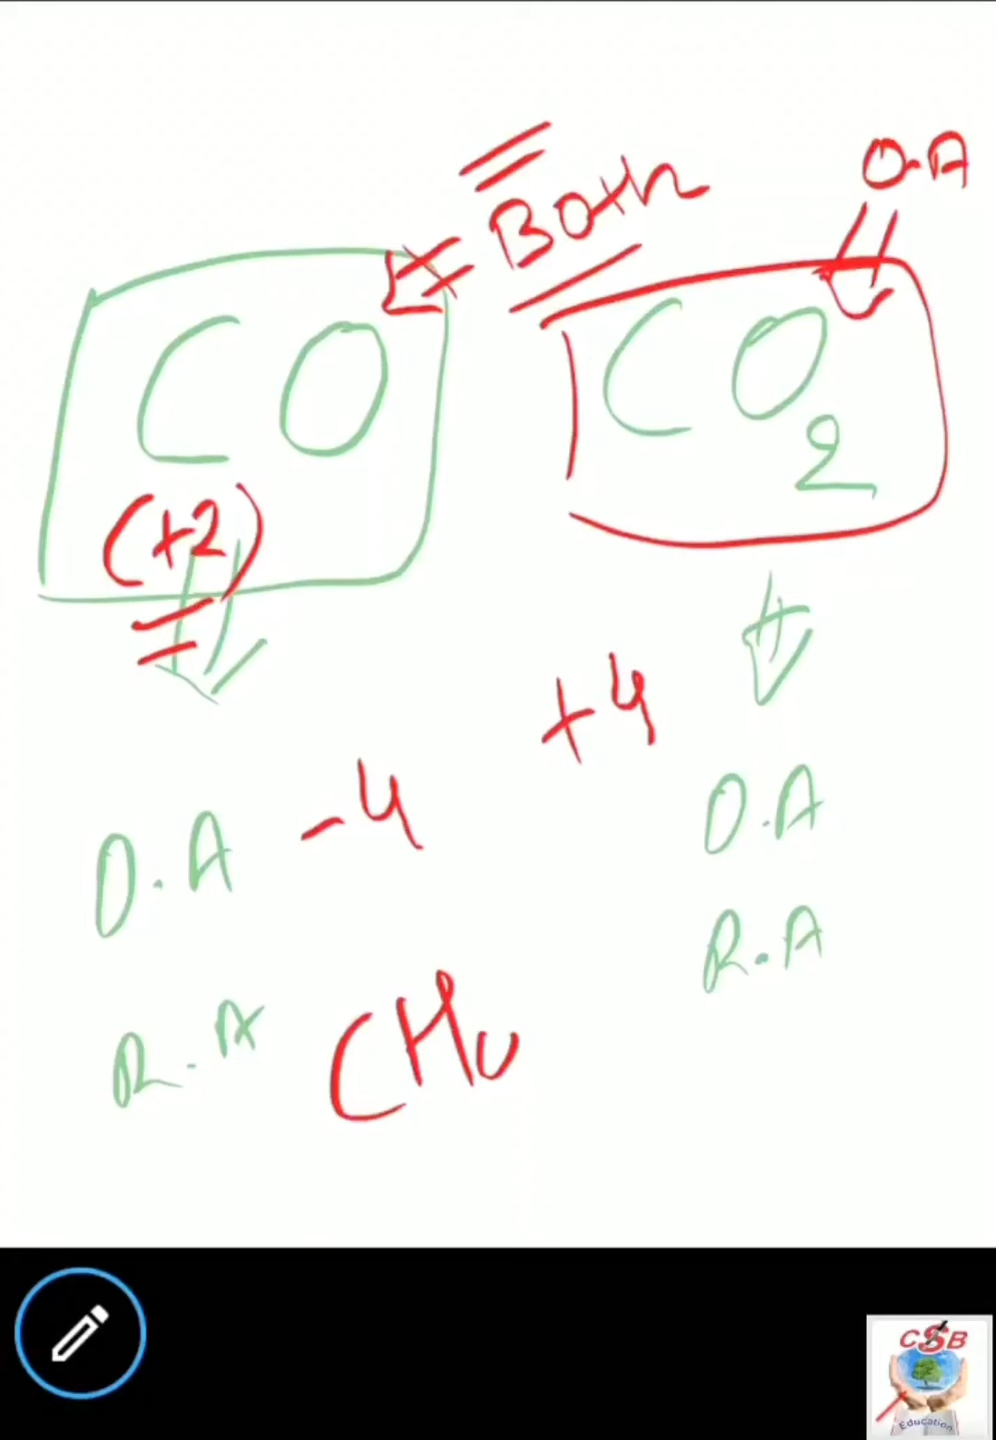 O.A
Both
CO
CO2
(+2)
+4
-4
O.A
O.A
R.A
R.A
CH4
CSB
Education